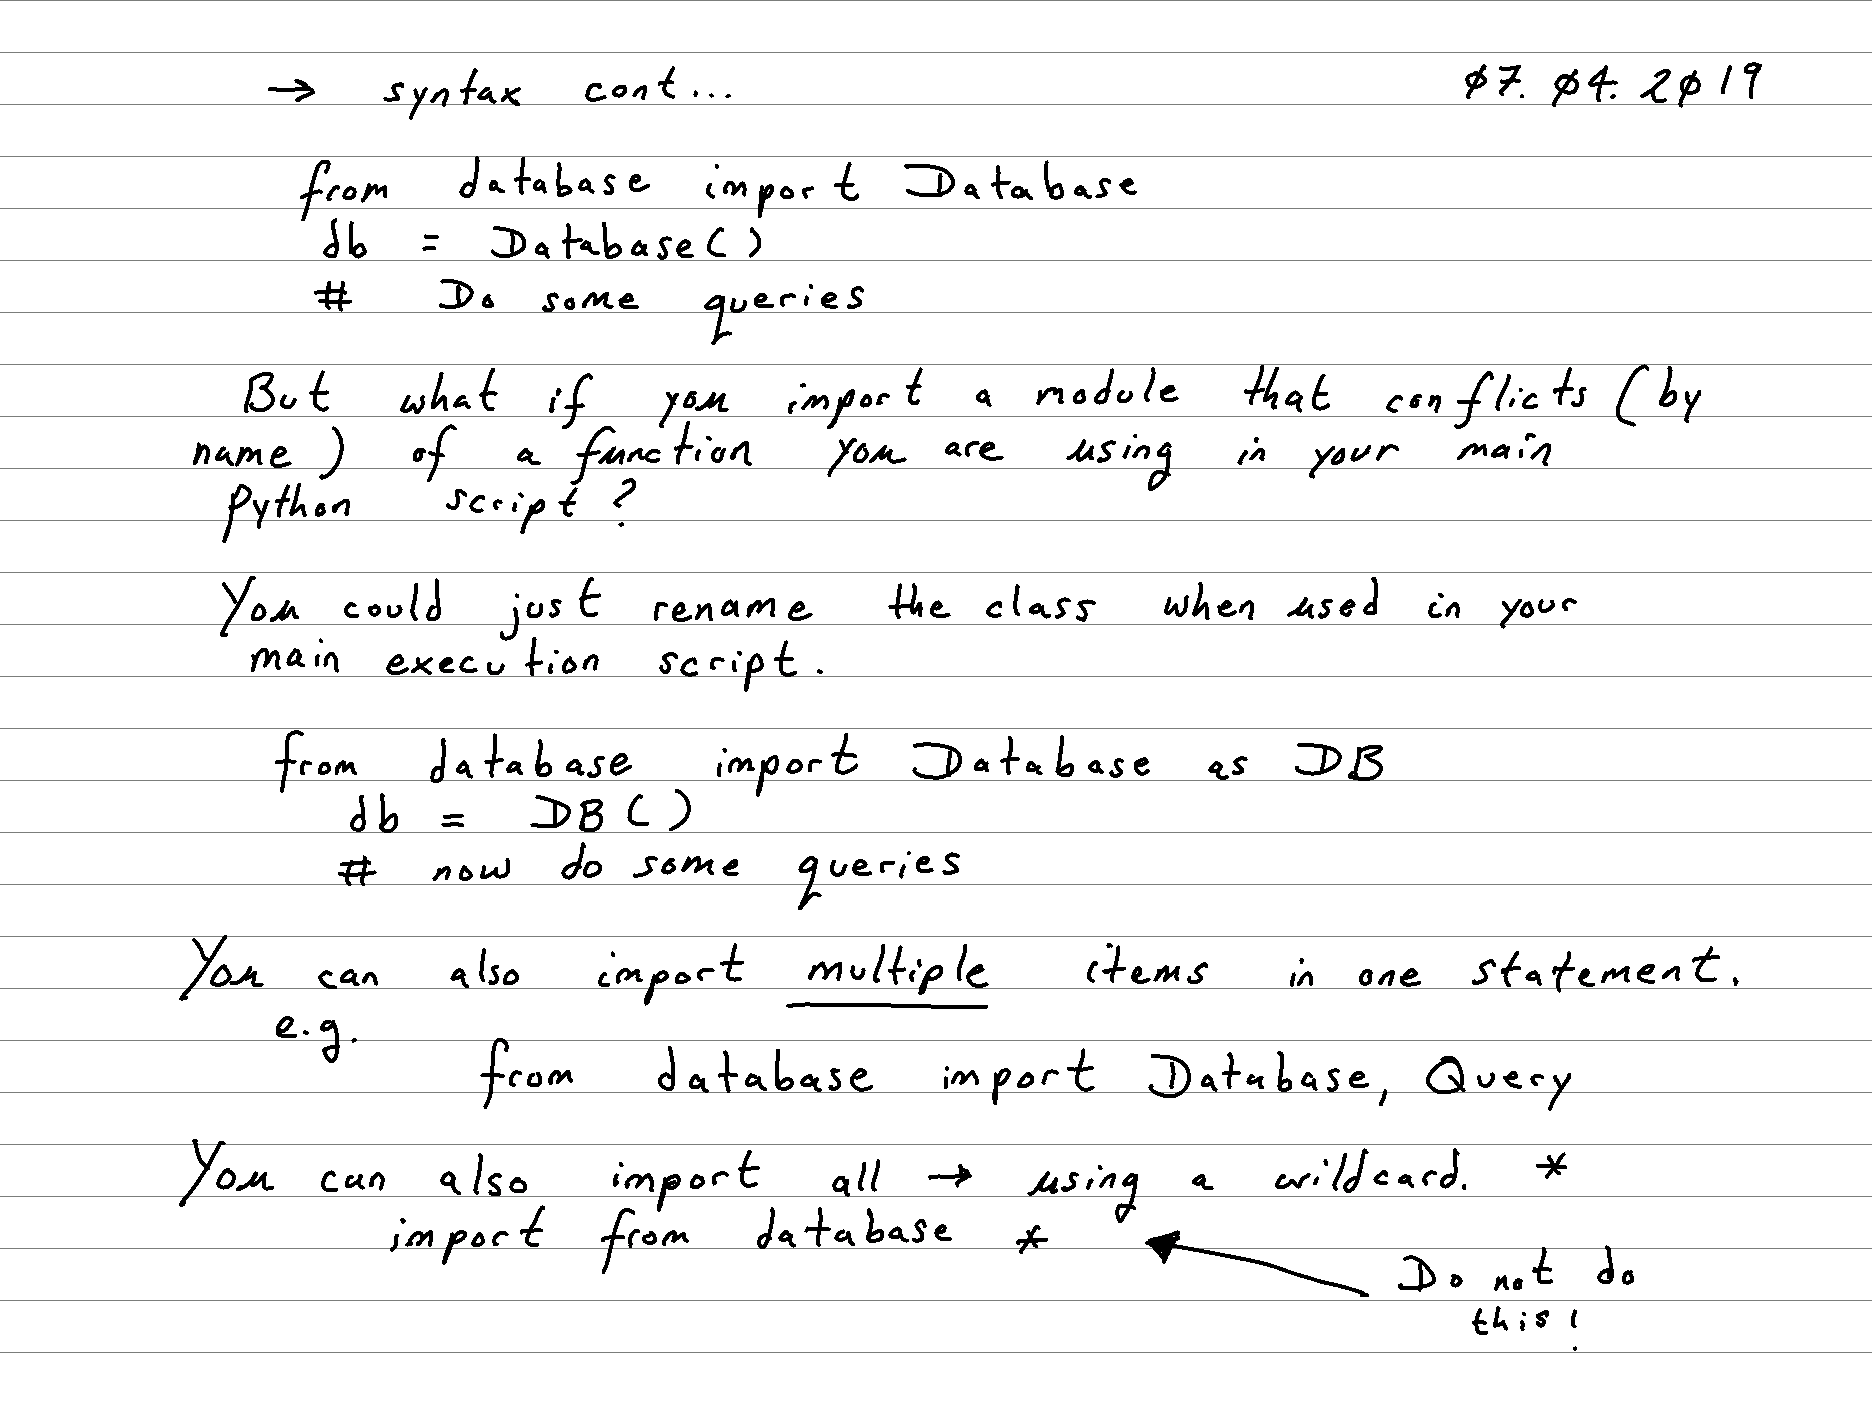 → syntax cont... 07.04.2019
from database import Database
db = Database()
# Do some queries
But what if you import a module that conflicts (by
name) of a function you are using in your main
Python script?
You could just rename the class when used in your
main execution script.
from database import Database as DB
db = DB()
# now do some queries
You can also import multiple items in one statement.
e.g.
from database import Database, Query
You can also import all → using a wildcard. *
import from database *
Do not do
this!